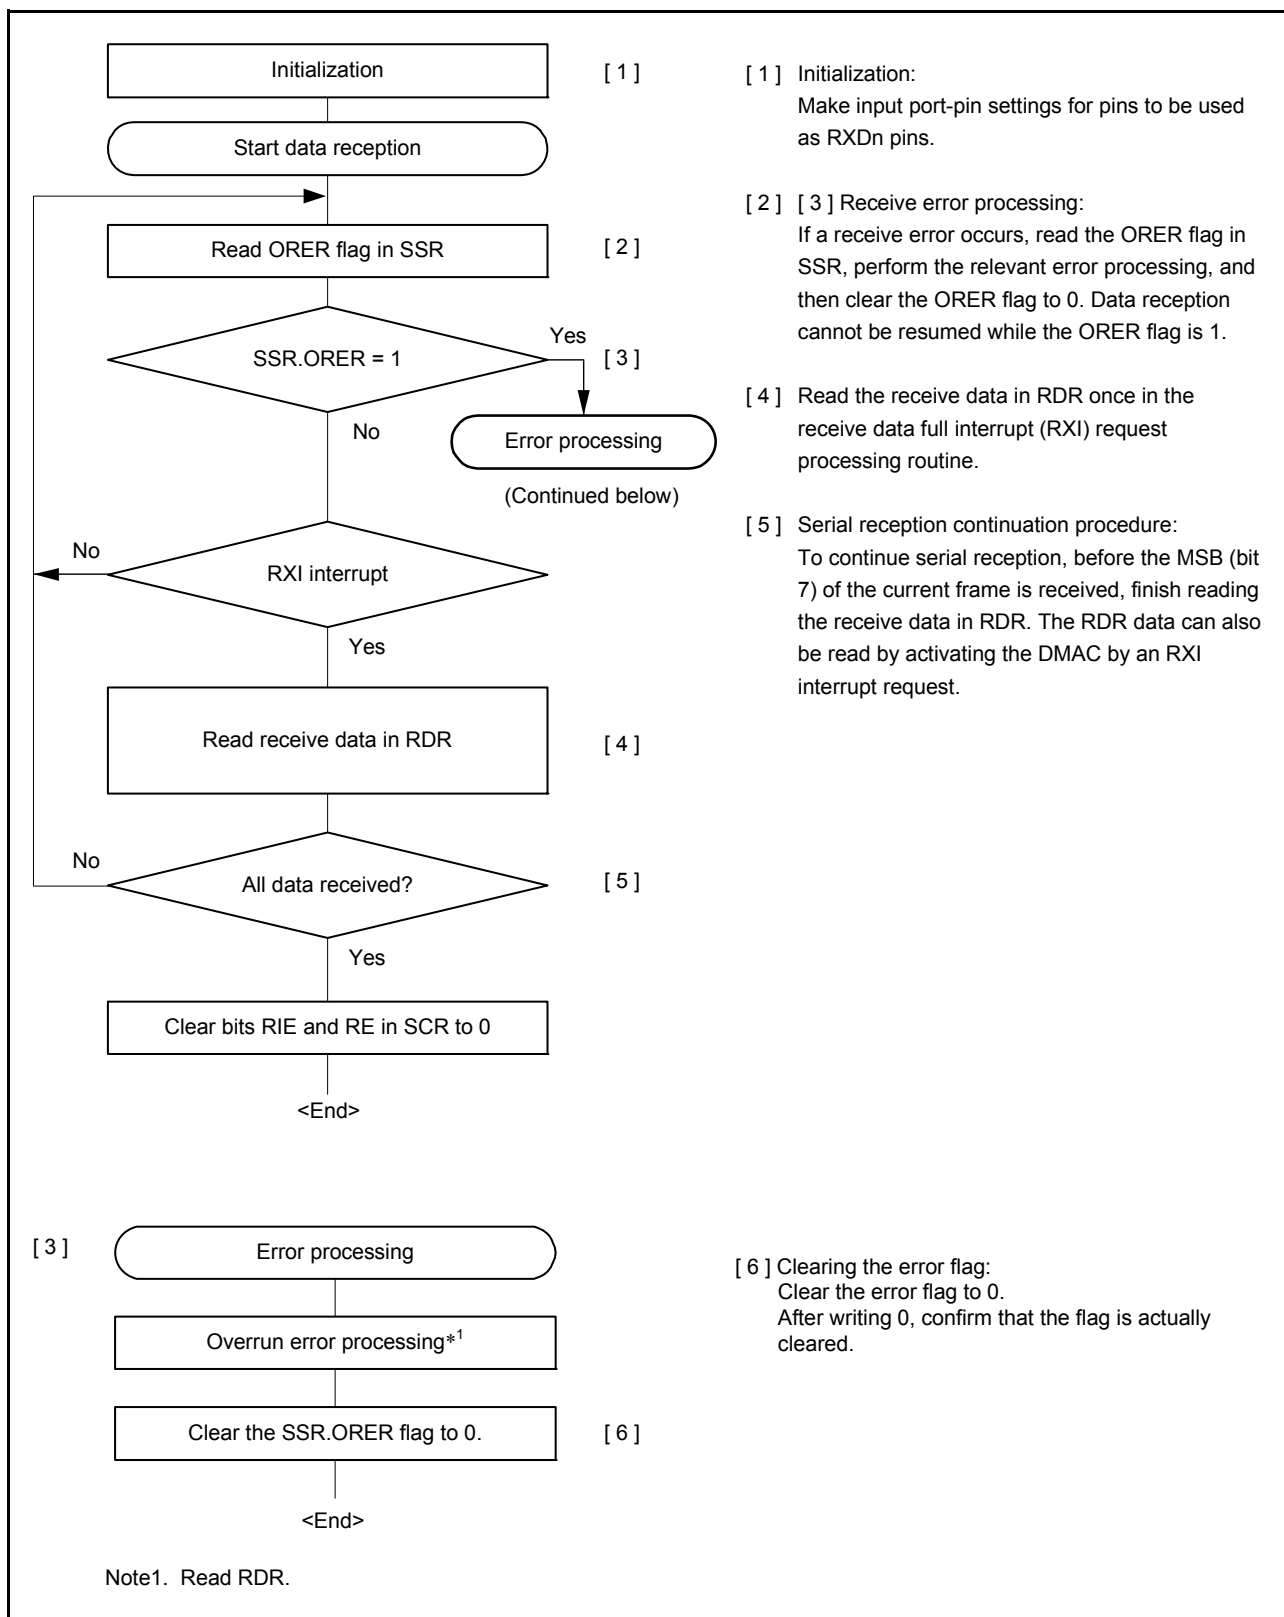 Initialization
[ 1 ]
Start data reception
Read ORER flag in SSR
[ 2 ]
SSR.ORER = 1
Yes
[ 3 ]
No
Error processing
(Continued below)
No
RXI interrupt
Yes
Read receive data in RDR
[ 4 ]
No
All data received?
[ 5 ]
Yes
Clear bits RIE and RE in SCR to 0
<End>
[ 1 ] Initialization:
Make input port-pin settings for pins to be used
as RXDn pins.
[ 2 ] [ 3 ] Receive error processing:
If a receive error occurs, read the ORER flag in
SSR, perform the relevant error processing, and
then clear the ORER flag to 0. Data reception
cannot be resumed while the ORER flag is 1.
[ 4 ] Read the receive data in RDR once in the
receive data full interrupt (RXI) request
processing routine.
[ 5 ] Serial reception continuation procedure:
To continue serial reception, before the MSB (bit
7) of the current frame is received, finish reading
the receive data in RDR. The RDR data can also
be read by activating the DMAC by an RXI
interrupt request.
[ 3 ]
Error processing
Overrun error processing*1
Clear the SSR.ORER flag to 0.
[ 6 ]
<End>
[ 6 ] Clearing the error flag:
Clear the error flag to 0.
After writing 0, confirm that the flag is actually
cleared.
Note1. Read RDR.